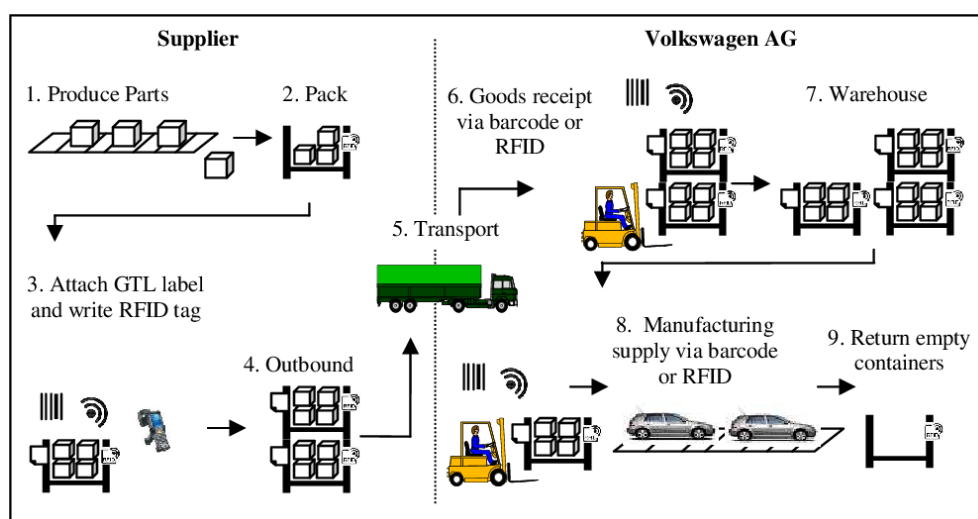 Supplier
Volkswagen AG
1. Produce Parts
2. Pack
3. Attach GTL label
and write RFID tag
4. Outbound
5. Transport
6. Goods receipt
via barcode or
RFID
7. Warehouse
8. Manufacturing
supply via barcode
or RFID
9. Return empty
containers